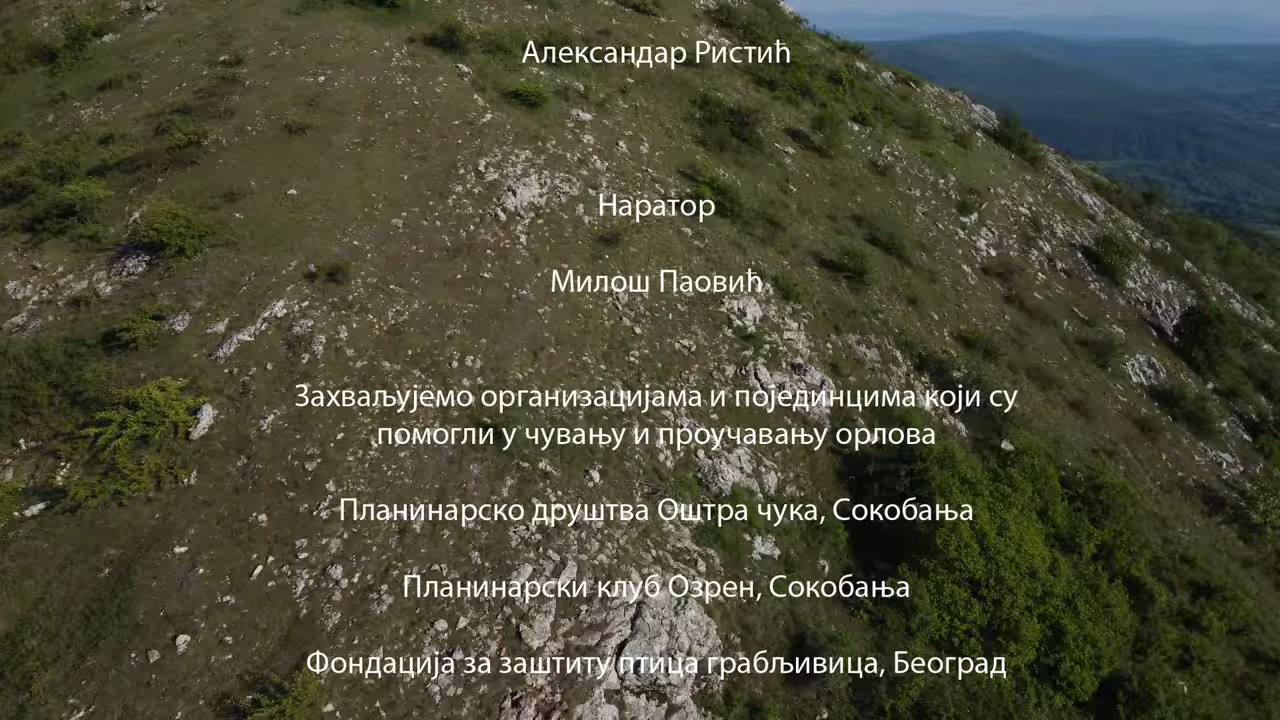 Александар Ристић
Наратор
Милош Паовић
Захваљујемо организацијама и појединцима који су
помогли у чувању и проучавању орлова
Планинарско друштва Оштра чука, Сокобања
Планинарски клуб Озрен, Сокобања
Фондација за заштиту птица грабљивица, Београд